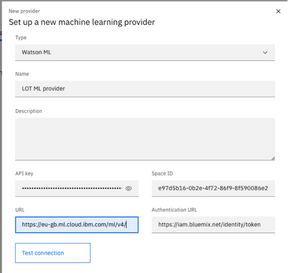 New provider
Set up a new machine learning provider
Type
Watson ML
Name
LOT ML provider
Description
API key
Space ID
e97d5b16-0b2e-4f72-86f9-8f590086e2
URL
Authentication URL
https://eu-gb.ml.cloud.ibm.com/ml/v4/
https://iam.bluemix.net/identity/token
Test connection